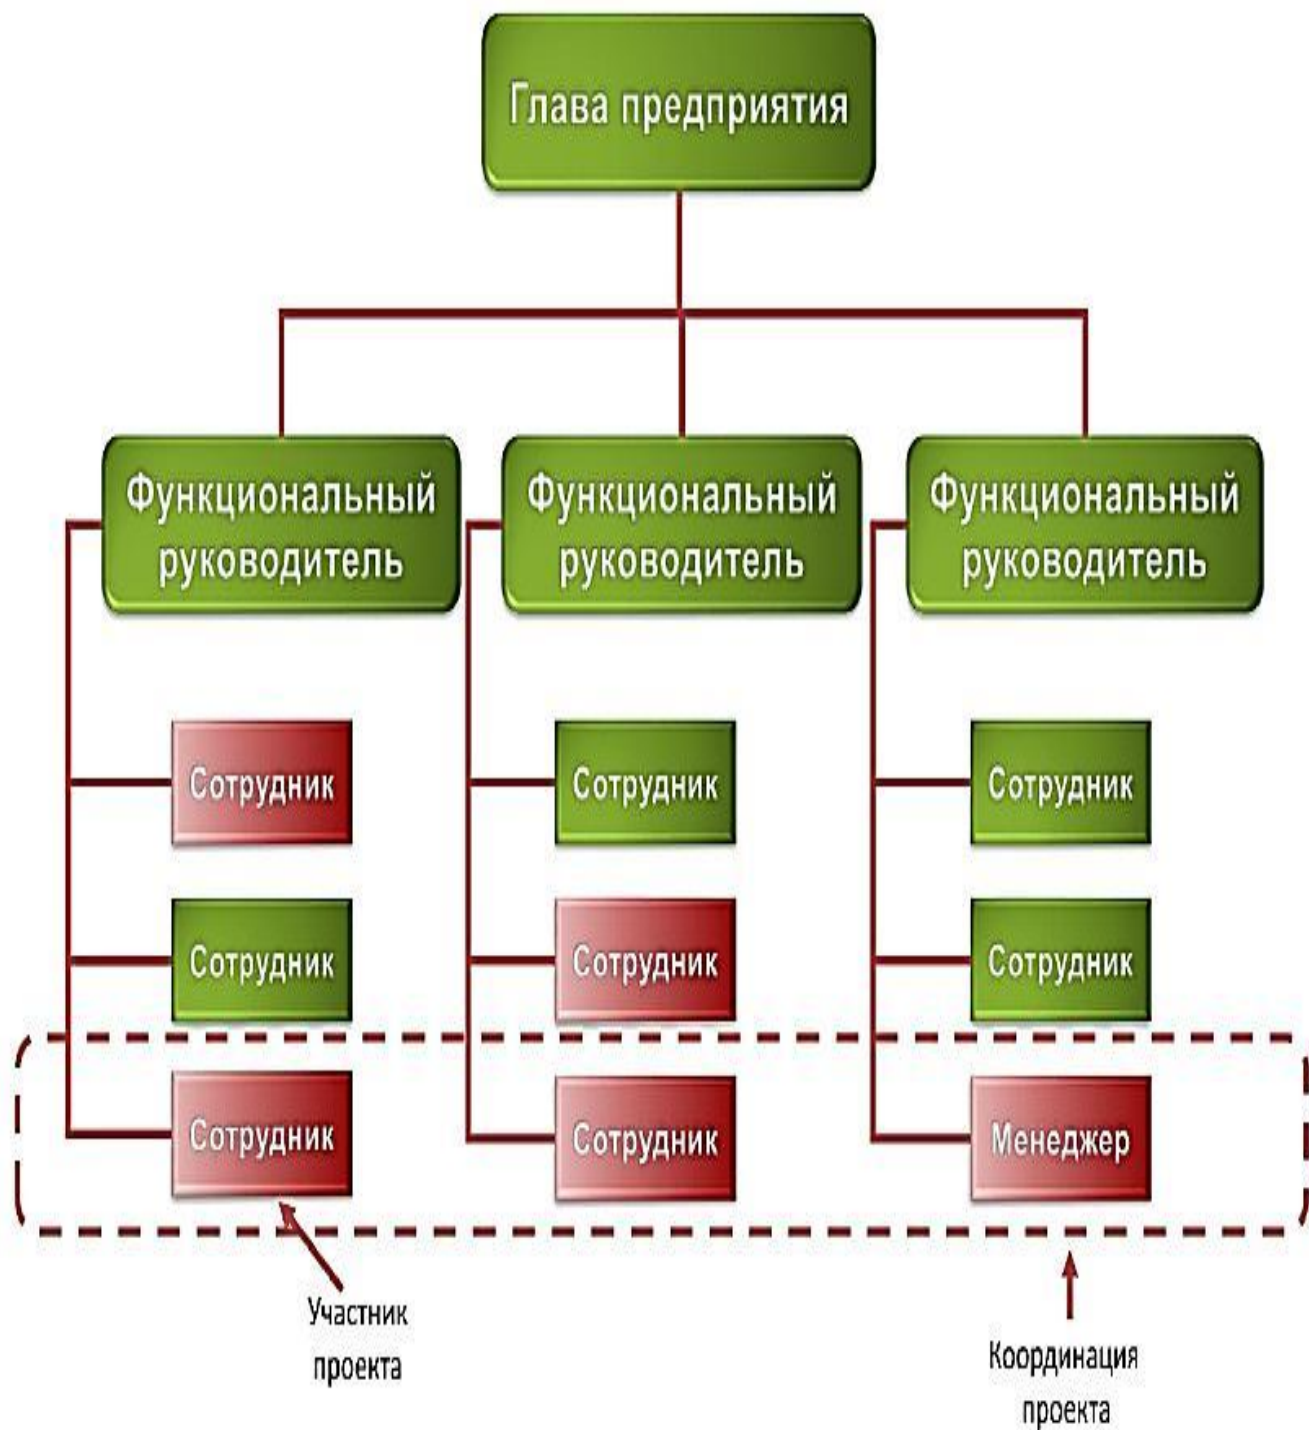 Глава предприятия
Функциональный
руководитель
Функциональный
руководитель
Функциональный
руководитель
Сотрудник
Сотрудник
Сотрудник
Сотрудник
Сотрудник
Сотрудник
Сотрудник
Сотрудник
Менеджер
Участник
проекта
Координация
проекта